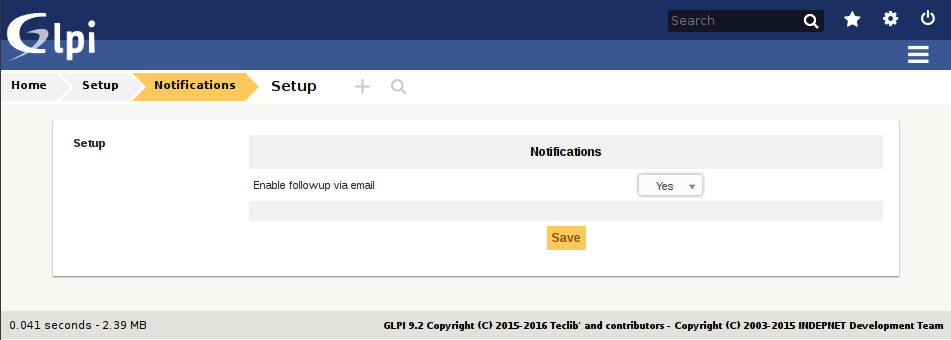 Glpi
Search
Home Setup Notifications Setup
Setup
Notifications
Enable followup via email Yes
Save
0.041 seconds - 2.39 MB GLPI 9.2 Copyright (C) 2015-2016 Teclib' and contributors - Copyright (C) 2003-2015 INDEPNET Development Team